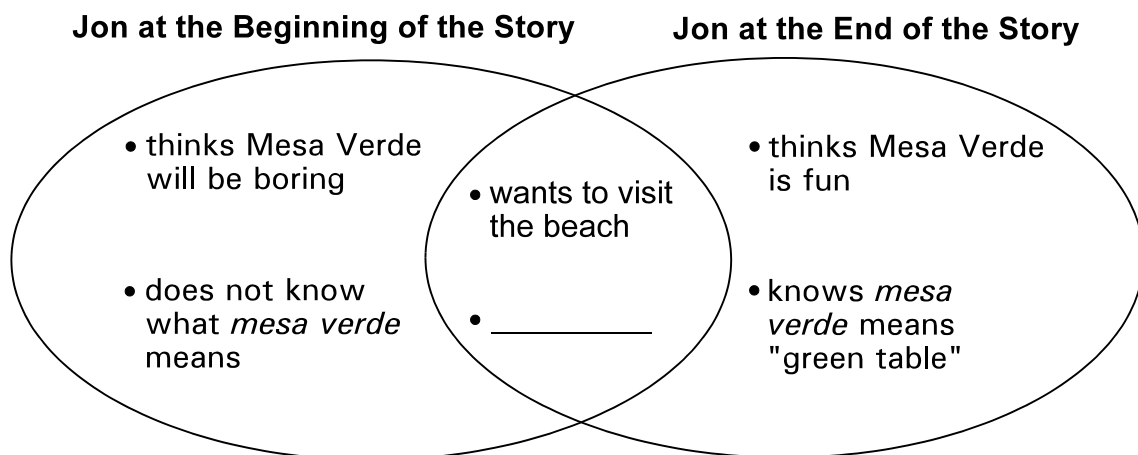 Jon at the Beginning of the Story
Jon at the End of the Story
• thinks Mesa Verde
will be boring
• does not know
what mesa verde
means
• wants to visit
the beach
• __________
• thinks Mesa Verde
is fun
• knows mesa
verde means
"green table"